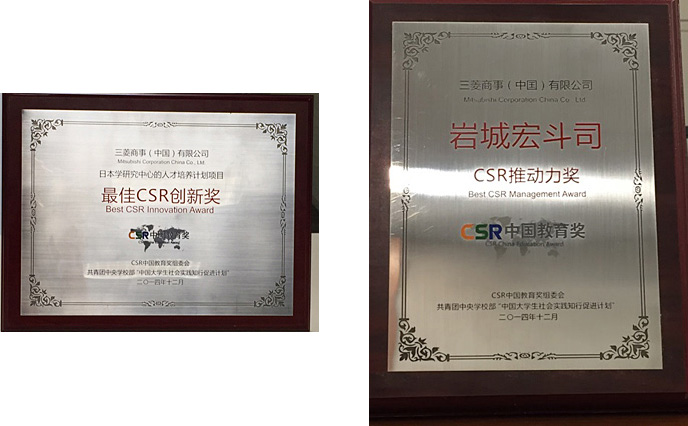 三菱商事（中国）有限公司
Mitsubishi Corporation China Co., Ltd.
日本学研究中心的人才培养计划项目
最佳CSR创新奖
Best CSR Innovation Award
CSR中国教育奖
CSR中国教育奖组委会
共青团中央学校部“中国大学生社会实践知行促进计划”
二〇一四年十二月
三菱商事（中国）有限公司
Mitsubishi Corporation China Co., Ltd.
岩城宏斗司
CSR推动力奖
Best CSR Management Award
CSR中国教育奖
CSR China Education Award
CSR中国教育奖组委会
共青团中央学校部“中国大学生社会实践知行促进计划”
二〇一四年十二月